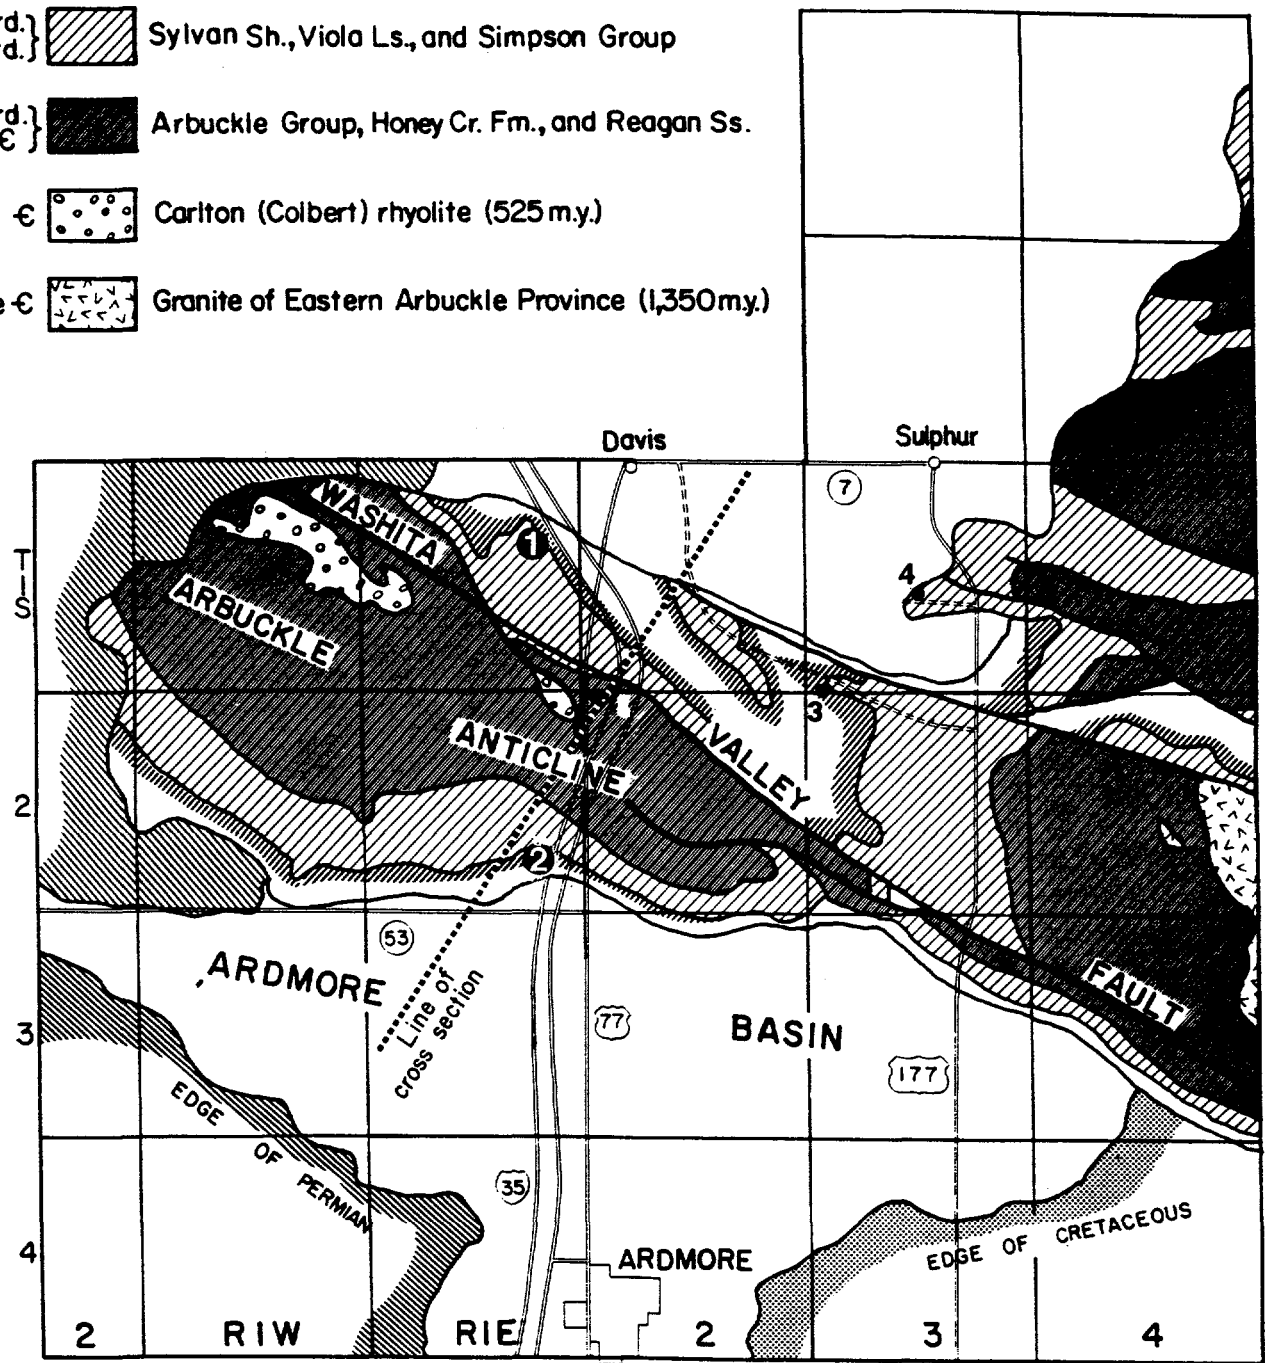 rd.}
rd.}
Sylvan Sh., Viola Ls., and Simpson Group
rd.}
Є}
Arbuckle Group, Honey Cr. Fm., and Reagan Ss.
-Є
Carlton (Colbert) rhyolite (525 m.y.)
e-Є
Granite of Eastern Arbuckle Province (1,350 m.y.)
Davis
Sulphur
7
WASHITA
1
T
1
S
4
ARBUCKLE
3
ANTICLINE
VALLEY
2
2
53
ARDMORE
Line of
cross section
77
BASIN
FAULT
3
177
EDGE
OF
PERMIAN
35
EDGE OF CRETACEOUS
4
ARDMORE
2
R1W
R1E
2
3
4